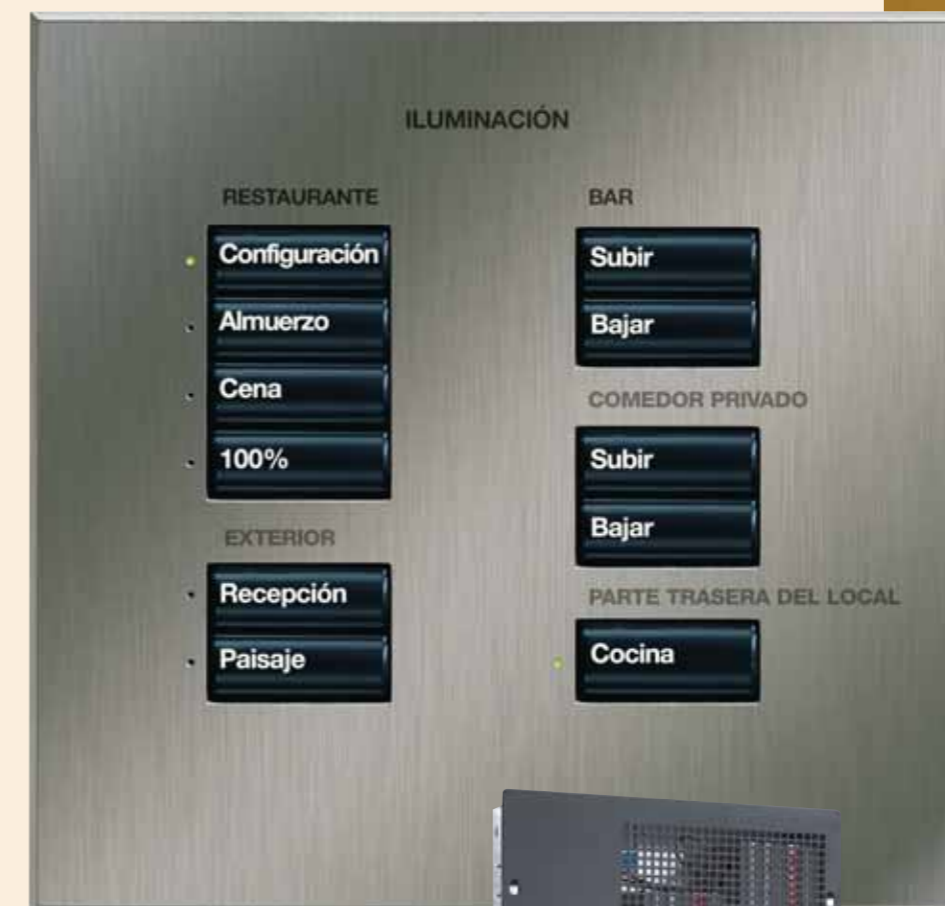 ILUMINACIÓN
RESTAURANTE
Configuración
Almuerzo
Cena
100%
EXTERIOR
Recepción
Paisaje
BAR
Subir
Bajar
COMEDOR PRIVADO
Subir
Bajar
PARTE TRASERA DEL LOCAL
Cocina